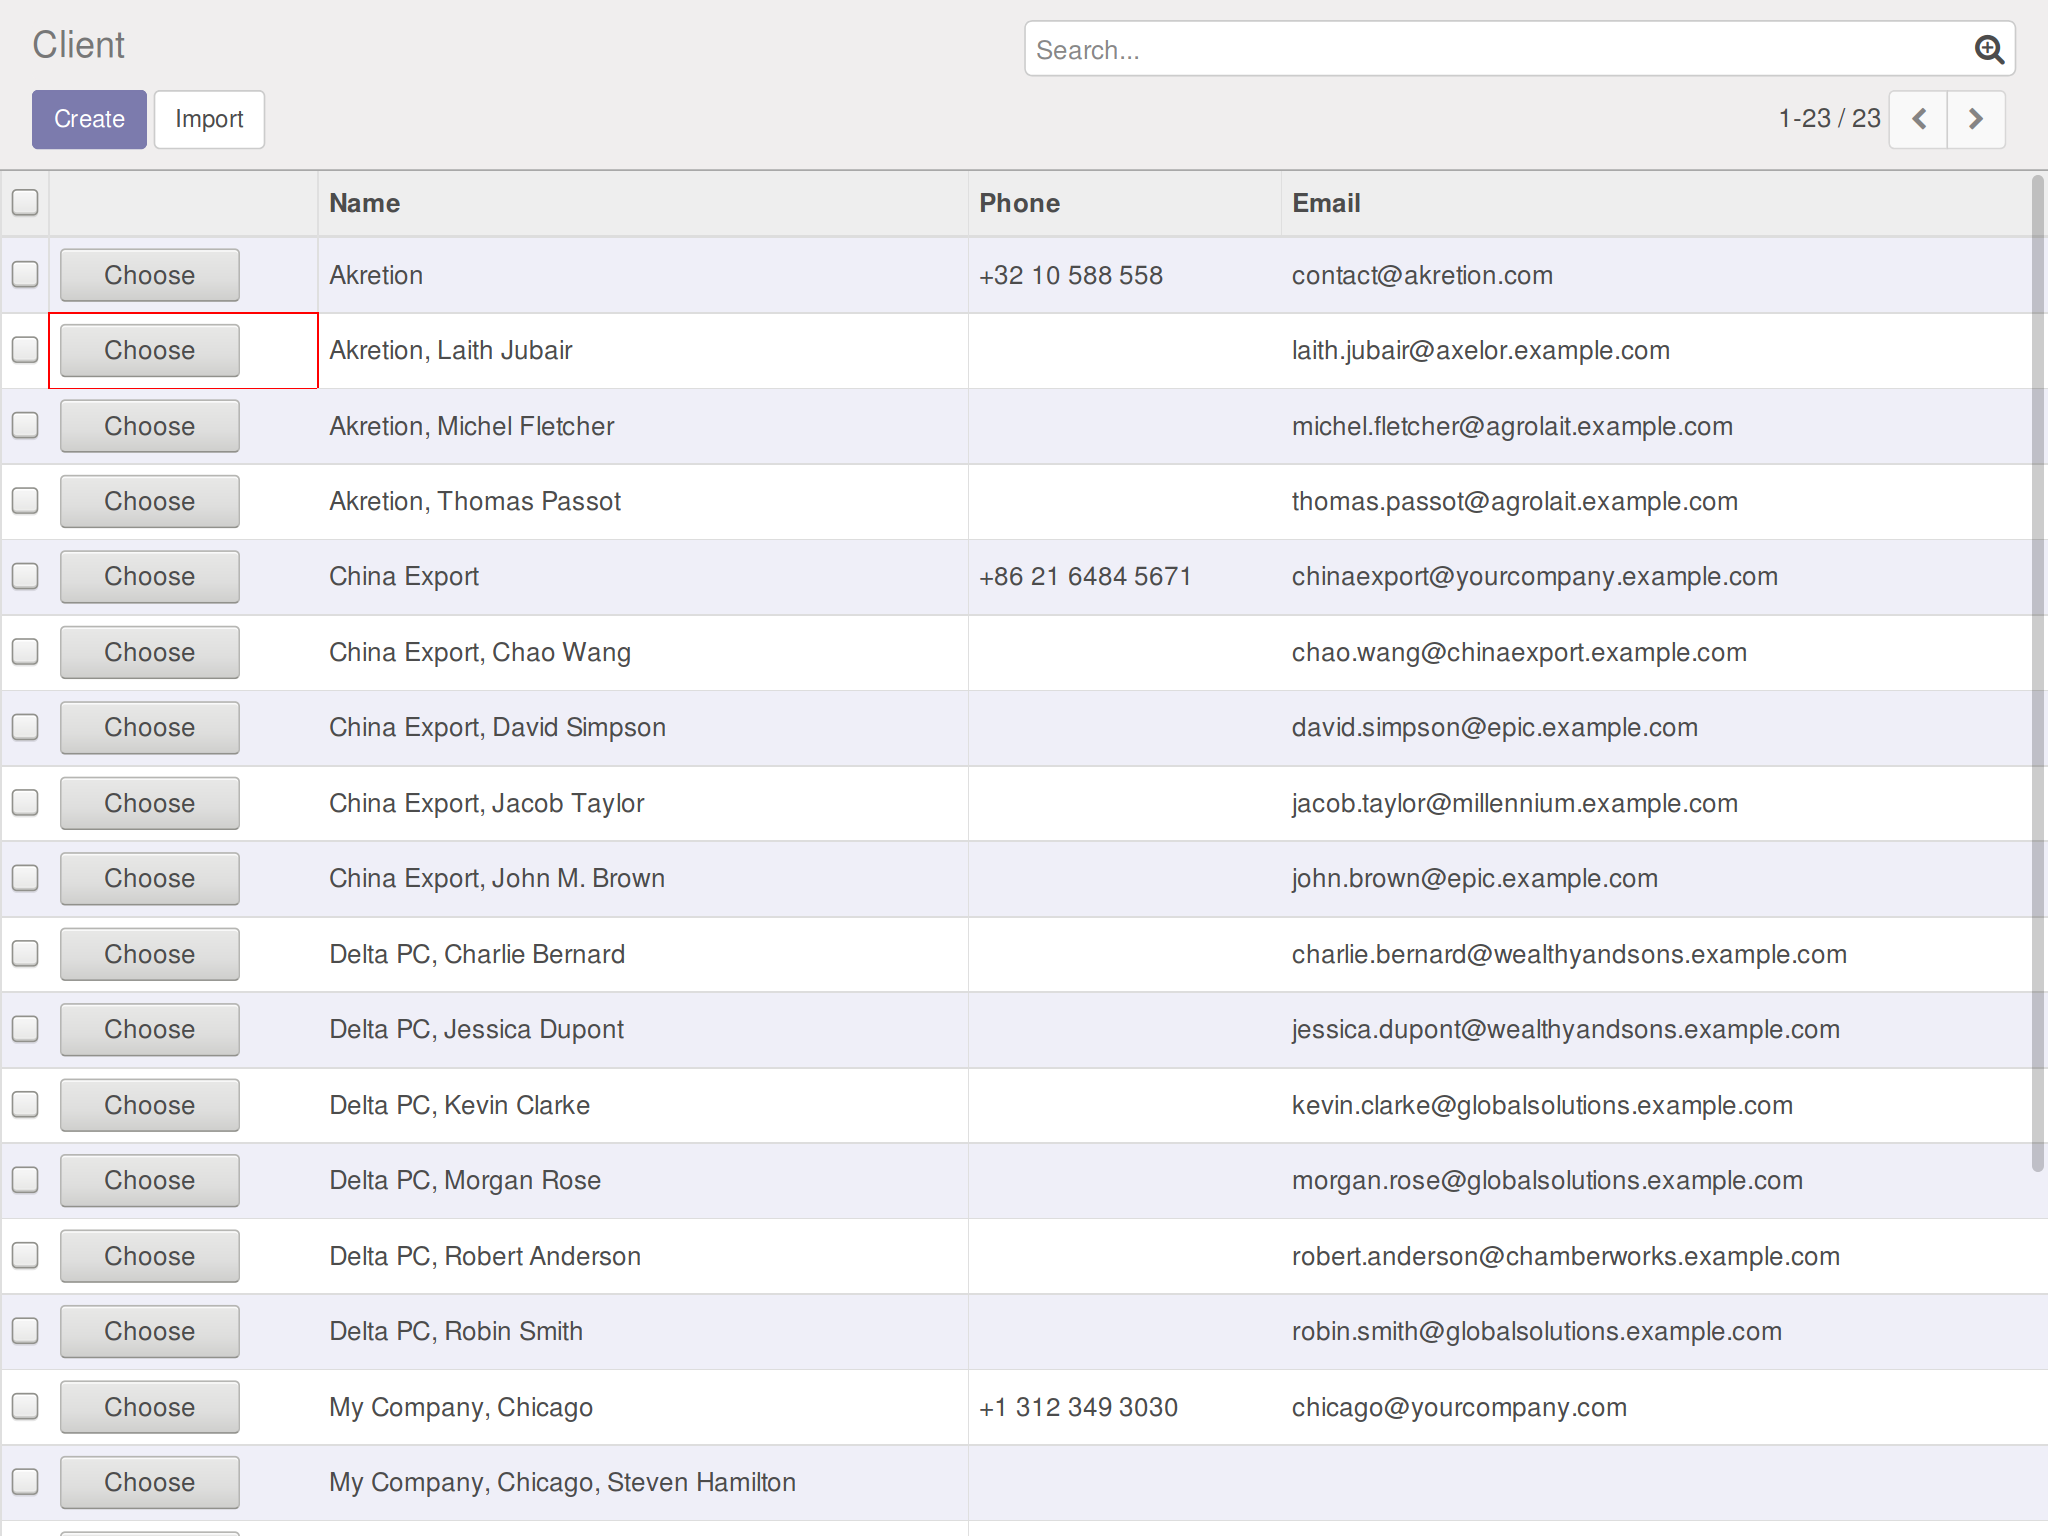 Client
Search...
Create Import
1-23 / 23
Name Phone Email
Choose Akretion +32 10 588 558 contact@akretion.com
Choose Akretion, Laith Jubair laith.jubair@axelor.example.com
Choose Akretion, Michel Fletcher michel.fletcher@agrolait.example.com
Choose Akretion, Thomas Passot thomas.passot@agrolait.example.com
Choose China Export +86 21 6484 5671 chinaexport@yourcompany.example.com
Choose China Export, Chao Wang chao.wang@chinaexport.example.com
Choose China Export, David Simpson david.simpson@epic.example.com
Choose China Export, Jacob Taylor jacob.taylor@millennium.example.com
Choose China Export, John M. Brown john.brown@epic.example.com
Choose Delta PC, Charlie Bernard charlie.bernard@wealthyandsons.example.com
Choose Delta PC, Jessica Dupont jessica.dupont@wealthyandsons.example.com
Choose Delta PC, Kevin Clarke kevin.clarke@globalsolutions.example.com
Choose Delta PC, Morgan Rose morgan.rose@globalsolutions.example.com
Choose Delta PC, Robert Anderson robert.anderson@chamberworks.example.com
Choose Delta PC, Robin Smith robin.smith@globalsolutions.example.com
Choose My Company, Chicago +1 312 349 3030 chicago@yourcompany.com
Choose My Company, Chicago, Steven Hamilton